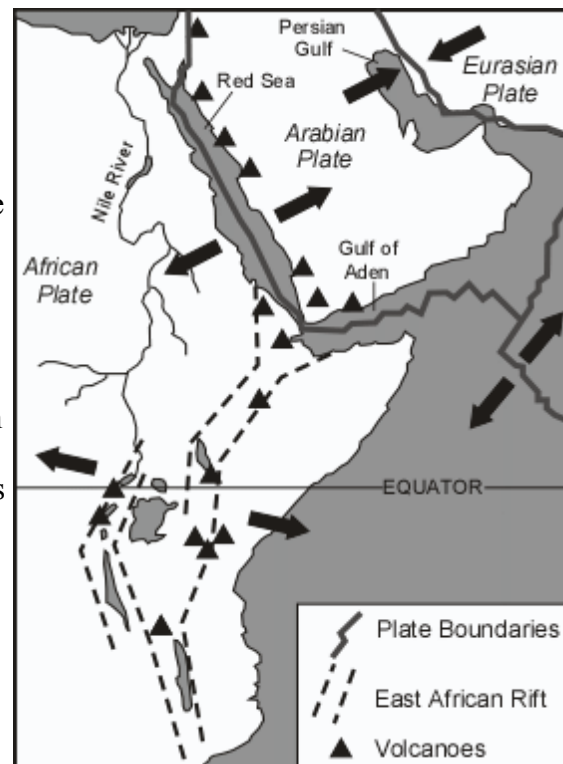 Persian
Gulf
Eurasian
Plate
Red Sea
Arabian
Plate
Nile River
African
Plate
Gulf of
Aden
EQUATOR
Plate Boundaries
East African Rift
Volcanoes
e
s